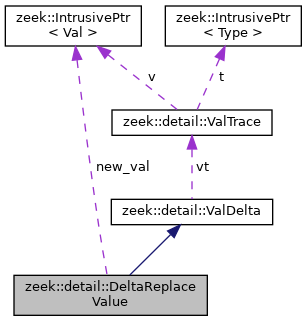 zeek::IntrusivePtr
< Val >
zeek::IntrusivePtr
< Type >
v
t
zeek::detail::ValTrace
new_val
vt
zeek::detail::ValDelta
zeek::detail::DeltaReplace
Value